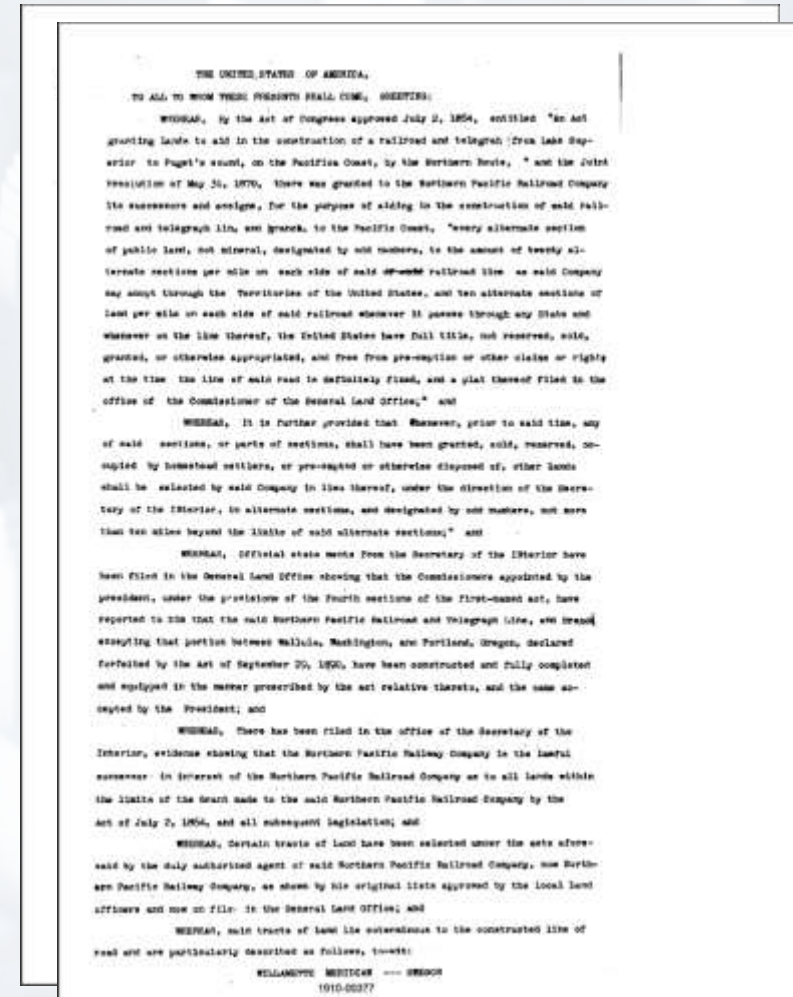 THE UNITED STATES OF AMERICA,
TO ALL TO WHOM THESE PRESENTS SHALL COME, GREETING:
WHEREAS, By the Act of Congress approved July 2, 1864, entitled "An Act
granting lands to aid in the construction of a railroad and telegraph from Lake Sup-
erior to Puget's sound, on the Pacifica Coast, by the Northern Route, " and the Joint
resolution of May 31, 1870, there was granted to the Northern Pacific Railroad Company
its successors and assigns, for the purpose of aiding in the construction of said rail-
road and telegraph lin, and branch, to the Pacific Coast, "every alternate section
of public land, not mineral, designated by odd numbers, to the amount of twenty al-
ternate sections per mile on each side of said railroad line as said Company
may adopt through the Territories of the United States, and ten alternate sections of
land per mile on each side of said railroad whenever it passes through any State and
whenever on the line thereof, the United States have full title, not reserved, sold,
granted, or otherwise appropriated, and free from pre-emption or other claims or rights
at the time the line of said road is definitely fixed, and a plat thereof filed in the
office of the Commissioner of the General Land Office;" and
WHEREAS, It is further provided that Whenever, prior to said time, any
of said sections, or parts of sections, shall have been granted, sold, reserved, oc-
cupied by homestead settlers, or pre-empted or otherwise disposed of, other lands
shall be selected by said Company in lieu thereof, under the direction of the Secre-
tary of the INterior, in alternate sections, and designated by odd numbers, not more
than ten miles beyond the limits of said alternate sections;" and
WHEREAS, Official state ments from the Secretary of the INterior have
been filed in the General Land Office showing that the Commissioners appointed by the
president, under the provisions of the fourth sections of the first-named act, have
reported to him that the said Northern Pacific Railroad and Telegraph Line, and Branch
excepting that portion between Wallula, Washington, and Portland, Oregon, declared
forfeited by the Act of September 29, 1890, have been constructed and fully completed
and equipped in the manner prescribed by the act relative thereto, and the same ac-
cepted by the President; and
WHEREAS, There has been filed in the office of the Secretary of the
Interior, evidence showing that the Northern Pacific Railway Company is the lawful
successor in interest of the Northern Pacific Railroad Company as to all lands within
the limits of the Grant made to the said Northern Pacific Railroad Company by the
Act of July 2, 1864, and all subsequent legislation; and
WHEREAS, Certain tracts of land have been selected under the acts afore-
said by the duly authorized agent of said Northern Pacific Railroad Company, now North-
ern Pacific Railway Company, as shown by his original lists approved by the local land
officers and now on file in the General Land Office; and
WHEREAS, said tracts of land lie coterminous to the constructed line of
road and are particularly described as follows, to-wit:
WILLAMETTE MERIDIAN --- OREGON
1910-00377